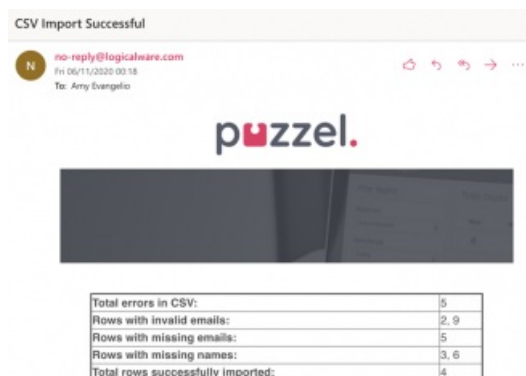 CSV Import Successful
N
no-reply@logicalware.com
Fri 06/11/2020 00:18
To: Amy Evangelio
puzzel.
Total errors in CSV: 5
Rows with invalid emails: 2, 9
Rows with missing emails: 5
Rows with missing names: 3, 6
Total rows successfully imported: 4